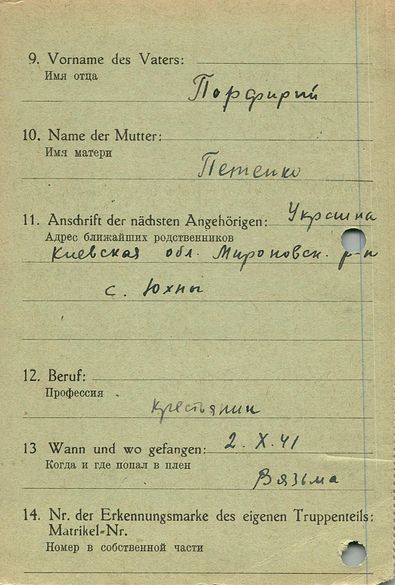 9. Vorname des Vaters:
Имя отца
Порфирий
10. Name der Mutter:
Имя матери
Петенко
11. Anschrift der nächsten Angehörigen: Украина
Адрес ближайших родственников
Киевская обл. Мироновск. р-н
с. Юхны
12. Beruf:
Профессия
крестьянин
13 Wann und wo gefangen: 2. X. 41
Когда и где попал в плен
Вязьма
14. Nr. der Erkennungsmarke des eigenen Truppenteils:
Matrikel-Nr.
Номер в собственной части